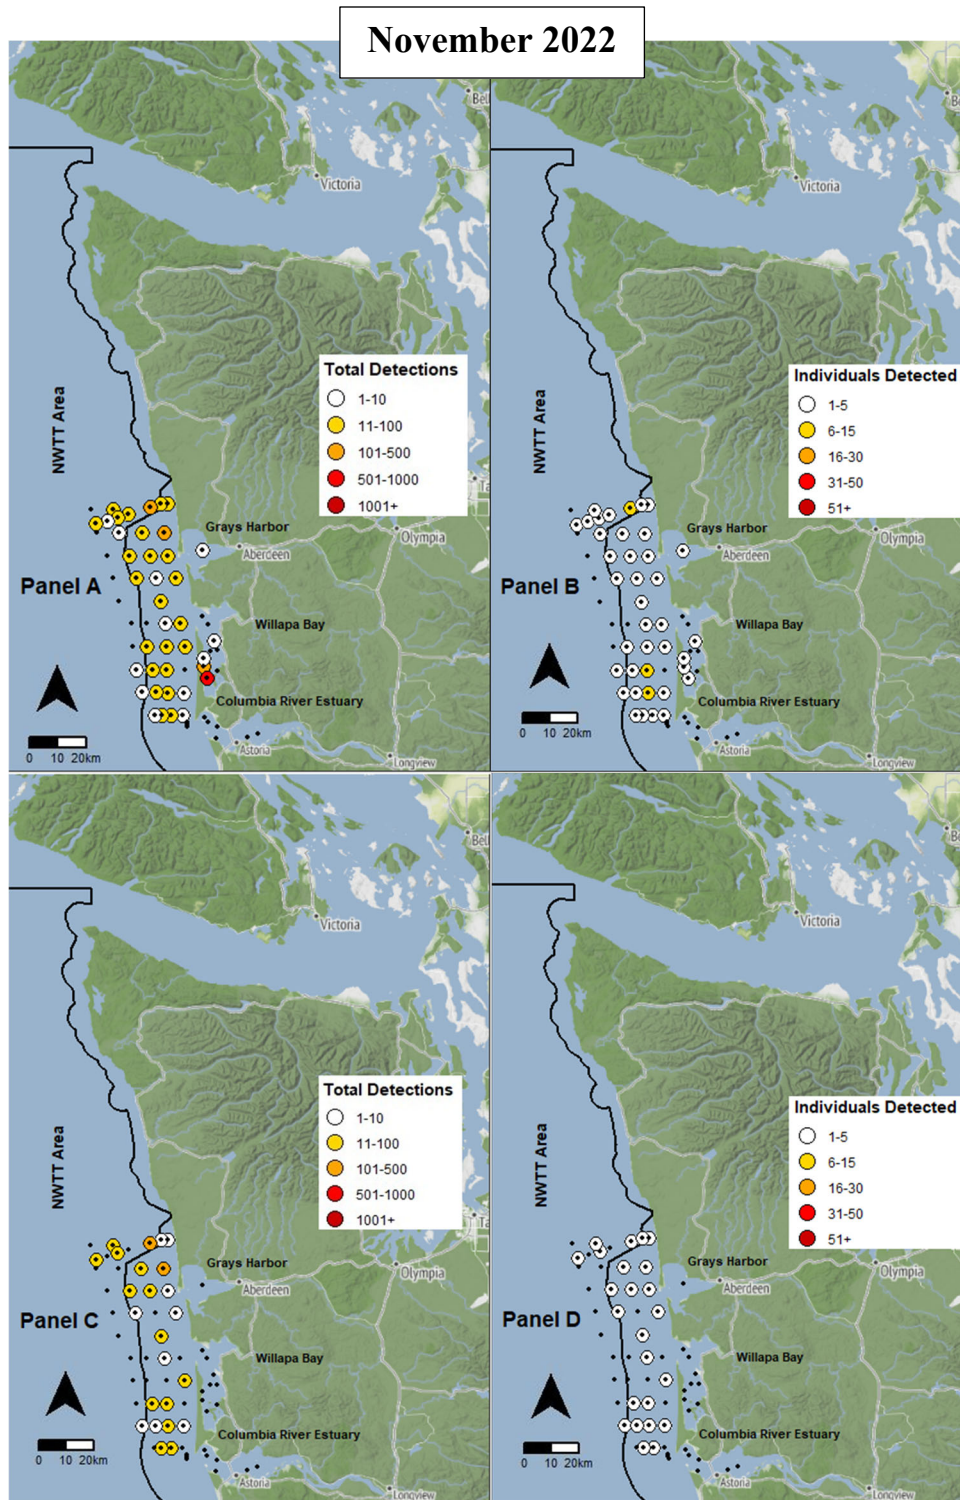 November 2022
Bel
Victoria
NWTT Area
Total Detections
1-10
11-100
101-500
501-1000
1001+
Ta
Grays Harbor
Aberdeen
Olympia
Panel A
Willapa Bay
Columbia River Estuary
0 10 20km
Astoria
Longview
Be
Victoria
NWTT Area
Individuals Detected
1-5
6-15
16-30
31-50
51+
Grays Harbor
Aberdeen
Olympia
Panel B
Willapa Bay
Columbia River Estuary
0 10 20km
Astoria
Longview
Bel
Victoria
NWTT Area
Total Detections
1-10
11-100
101-500
501-1000
1001+
Ta
Grays Harbor
Aberdeen
Olympia
Panel C
Willapa Bay
Columbia River Estuary
0 10 20km
Astoria
Longview
Be
Victoria
NWTT Area
Individuals Detected
1-5
6-15
16-30
31-50
51+
Grays Harbor
Aberdeen
Olympia
Panel D
Willapa Bay
Columbia River Estuary
0 10 20km
Astoria
Longview